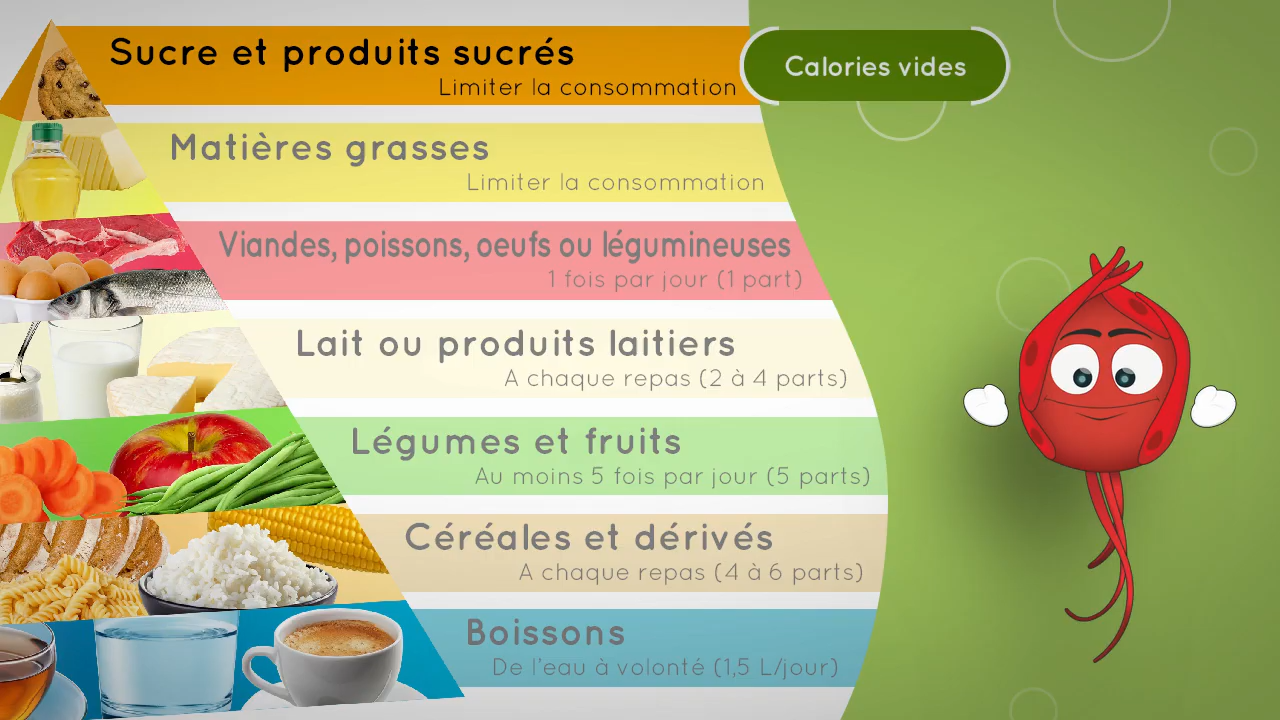 Sucre et produits sucrés
Limiter la consommation
Calories vides
Matières grasses
Limiter la consommation
Viandes, poissons, oeufs ou légumineuses
1 fois par jour (1 part)
Lait ou produits laitiers
A chaque repas (2 à 4 parts)
Légumes et fruits
Au moins 5 fois par jour (5 parts)
Céréales et dérivés
A chaque repas (4 à 6 parts)
Boissons
De l'eau à volonté (1,5 L/jour)